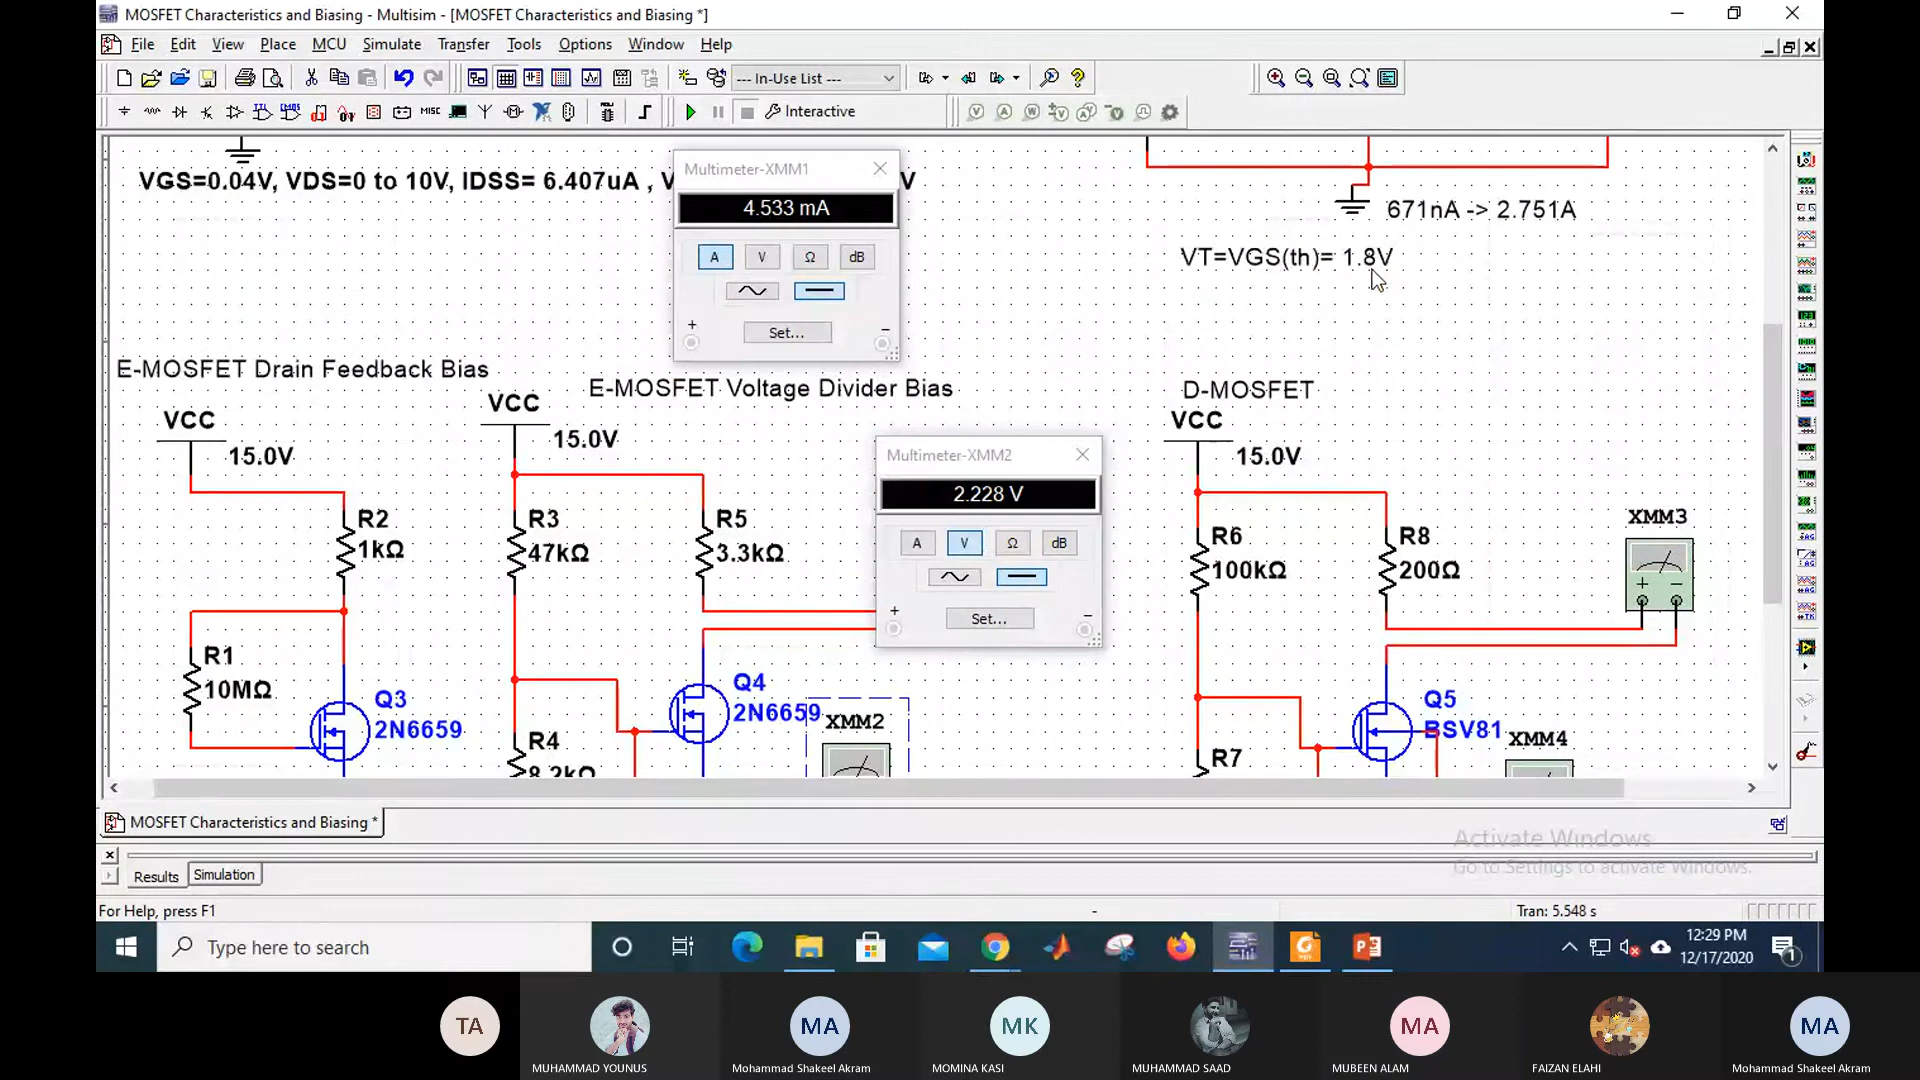 MOSFET Characteristics and Biasing - Multisim - [MOSFET Characteristics and Biasing *]
File Edit View Place MCU Simulate Transfer Tools Options Window Help
--- In-Use List ---
MISC
Interactive
VGS=0.04V, VDS=0 to 10V, IDSS= 6.407uA , V
V
Multimeter-XMM1
4.533 mA
A V Ω dB
+ −
Set...
671nA -> 2.751A
VT=VGS(th)= 1.8V
E-MOSFET Drain Feedback Bias
VCC
15.0V
R2
1kΩ
R1
10MΩ
Q3
2N6659
E-MOSFET Voltage Divider Bias
VCC
15.0V
R3
47kΩ
R5
3.3kΩ
R4
8.2kΩ
Q4
2N6659
XMM2
Multimeter-XMM2
2.228 V
A V Ω dB
+ −
Set...
D-MOSFET
VCC
15.0V
R6
100kΩ
R8
200Ω
R7
Q5
BSV81
XMM3
+ −
XMM4
MOSFET Characteristics and Biasing *
Activate Windows
Go to Settings to activate Windows.
Results Simulation
For Help, press F1
-
Tran: 5.548 s
Type here to search
12:29 PM
12/17/2020
1
TA
MA
MK
MA
MA
MUHAMMAD YOUNUS
Mohammad Shakeel Akram
MOMINA KASI
MUHAMMAD SAAD
MUBEEN ALAM
FAIZAN ELAHI
Mohammad Shakeel Akram